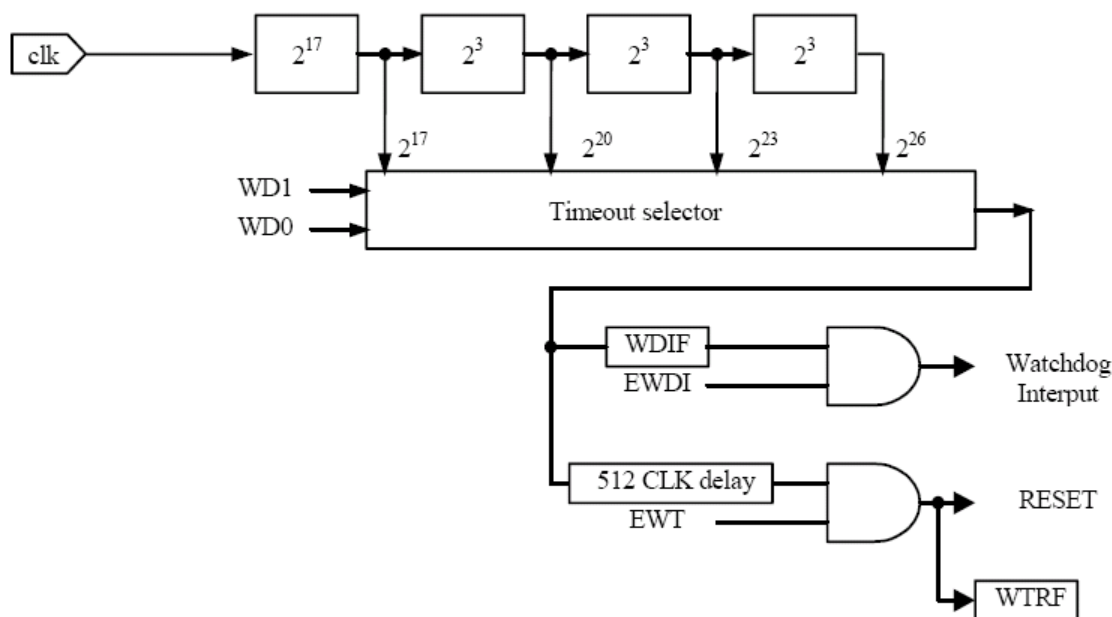 clk
2^17
2^3
2^3
2^3
2^17
2^20
2^23
2^26
WD1
WD0
Timeout selector
WDIF
EWDI
Watchdog
Interput
512 CLK delay
EWT
RESET
WTRF